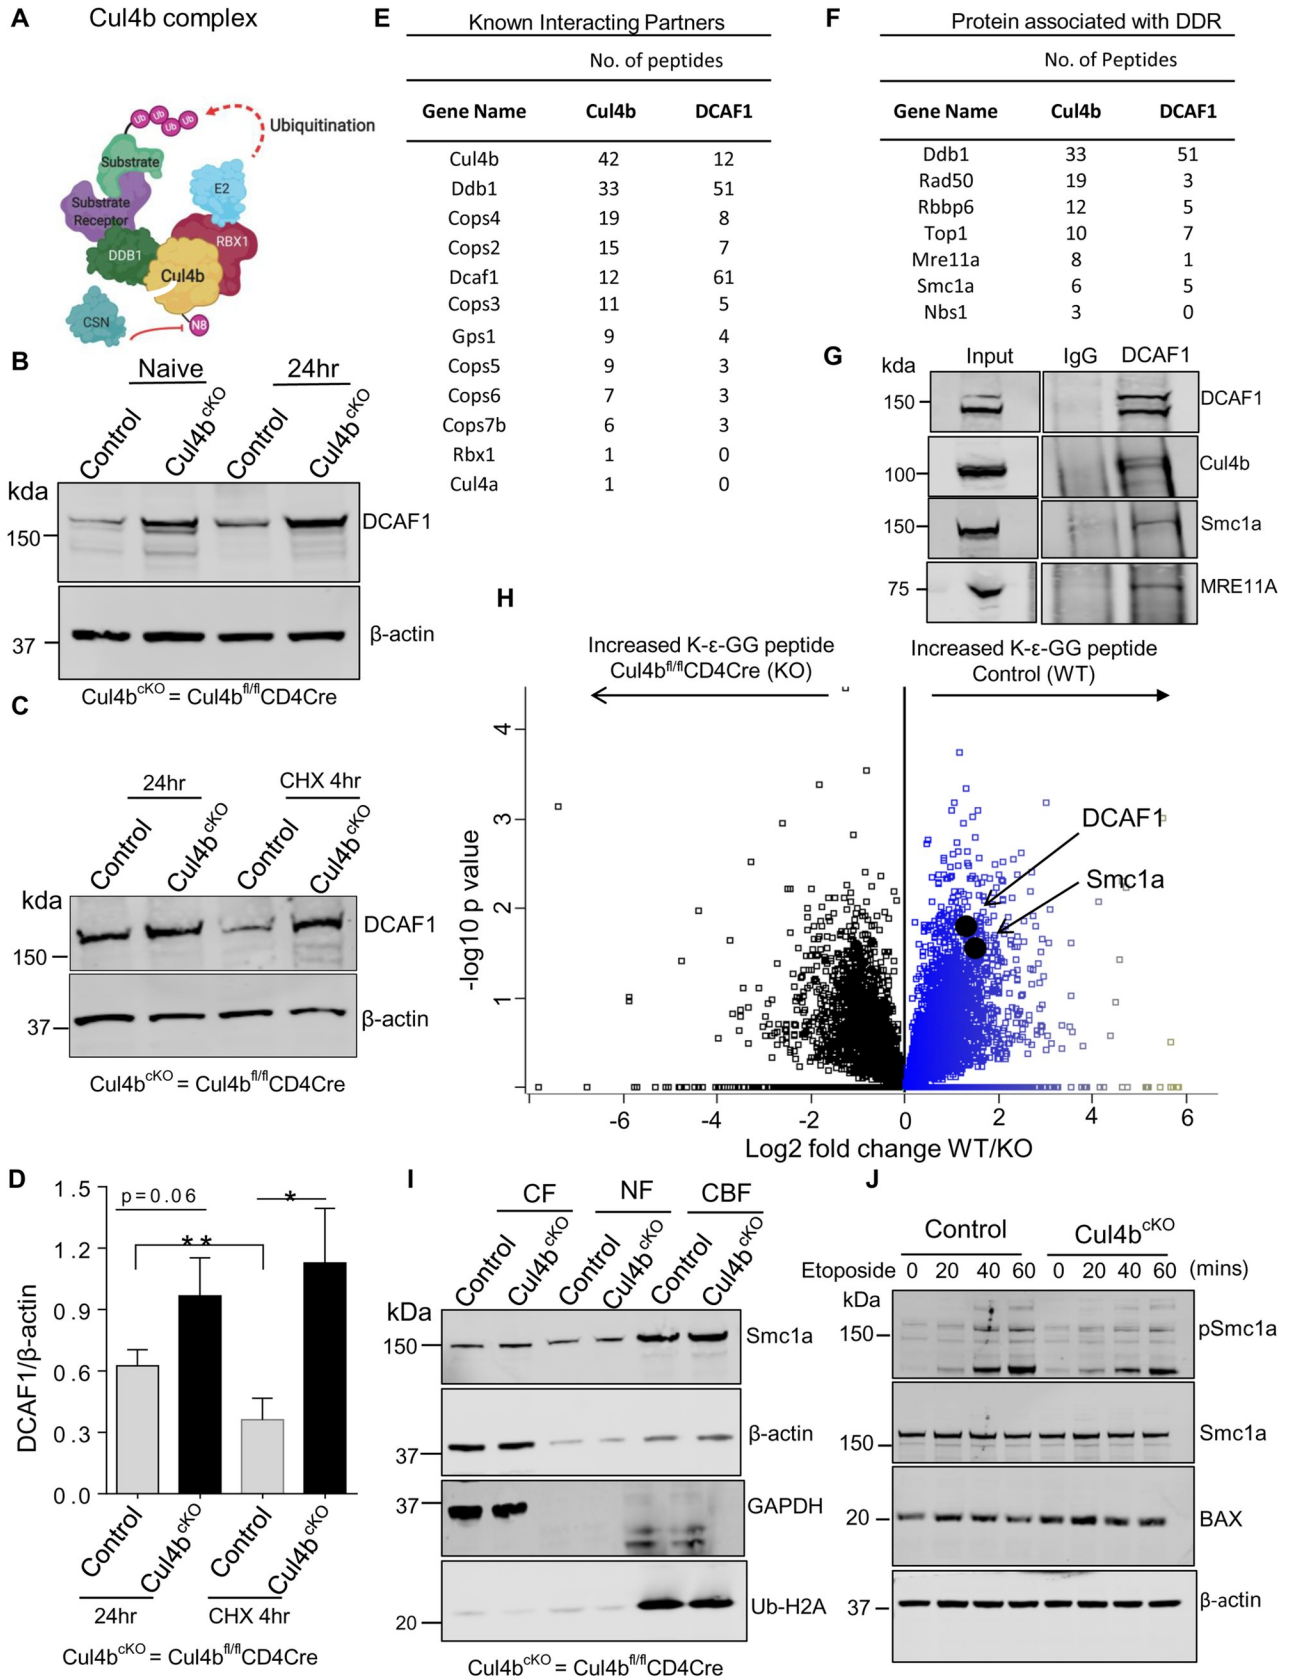 A
Cul4b complex
Ub Ub Ub Ub
Ubiquitination
Substrate
E2
Substrate
Receptor
RBX1
DDB1
Cul4b
CSN
N8
B
Naive 24hr
Control Cul4b^cKO Control Cul4b^cKO
kda
DCAF1
150
β-actin
37
Cul4b^cKO = Cul4b^fl/fl CD4Cre
C
24hr CHX 4hr
Control Cul4b^cKO Control Cul4b^cKO
kda
DCAF1
150
β-actin
37
Cul4b^cKO = Cul4b^fl/fl CD4Cre
D
1.5
1.2
0.9
0.6
0.3
0.0
DCAF1/β-actin
p=0.06
*
**
Control Cul4b^cKO Control Cul4b^cKO
24hr CHX 4hr
Cul4b^cKO = Cul4b^fl/fl CD4Cre
E
Known Interacting Partners
No. of peptides
Gene Name Cul4b DCAF1
Cul4b 42 12
Ddb1 33 51
Cops4 19 8
Cops2 15 7
Dcaf1 12 61
Cops3 11 5
Gps1 9 4
Cops5 9 3
Cops6 7 3
Cops7b 6 3
Rbx1 1 0
Cul4a 1 0
F
Protein associated with DDR
No. of Peptides
Gene Name Cul4b DCAF1
Ddb1 33 51
Rad50 19 3
Rbbp6 12 5
Top1 10 7
Mre11a 8 1
Smc1a 6 5
Nbs1 3 0
G
kda Input IgG DCAF1
150 DCAF1
100 Cul4b
150 Smc1a
75 MRE11A
H
Increased K-ε-GG peptide
Cul4b^fl/fl CD4Cre (KO)
Increased K-ε-GG peptide
Control (WT)
DCAF1
Smc1a
4
3
2
1
-log10 p value
-6 -4 -2 0 2 4 6
Log2 fold change WT/KO
I
CF NF CBF
Control Cul4b^cKO Control Cul4b^cKO Control Cul4b^cKO
kDa
150 Smc1a
37 β-actin
37 GAPDH
20 Ub-H2A
Cul4b^cKO = Cul4b^fl/fl CD4Cre
J
Control Cul4b^cKO
Etoposide 0 20 40 60 0 20 40 60 (mins)
kDa
150 pSmc1a
150 Smc1a
20 BAX
37 β-actin